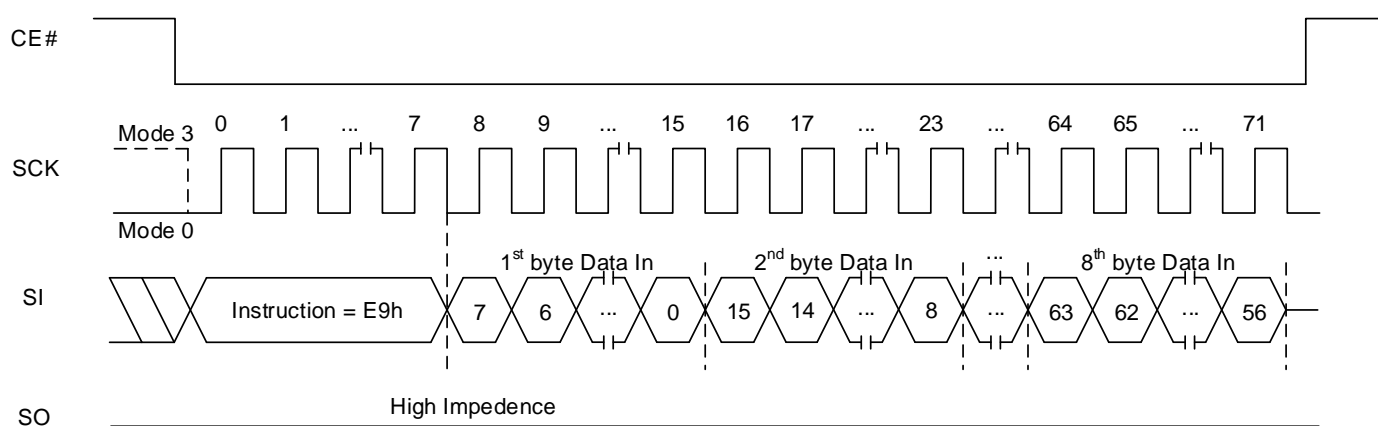 CE#
Mode 3 0 1 ... 7 8 9 ... 15 16 17 ... 23 ... 64 65 ... 71
SCK
Mode 0
1st byte Data In 2nd byte Data In ... 8th byte Data In
SI Instruction = E9h 7 6 ... 0 15 14 ... 8 ... 63 62 ... 56
High Impedence
SO